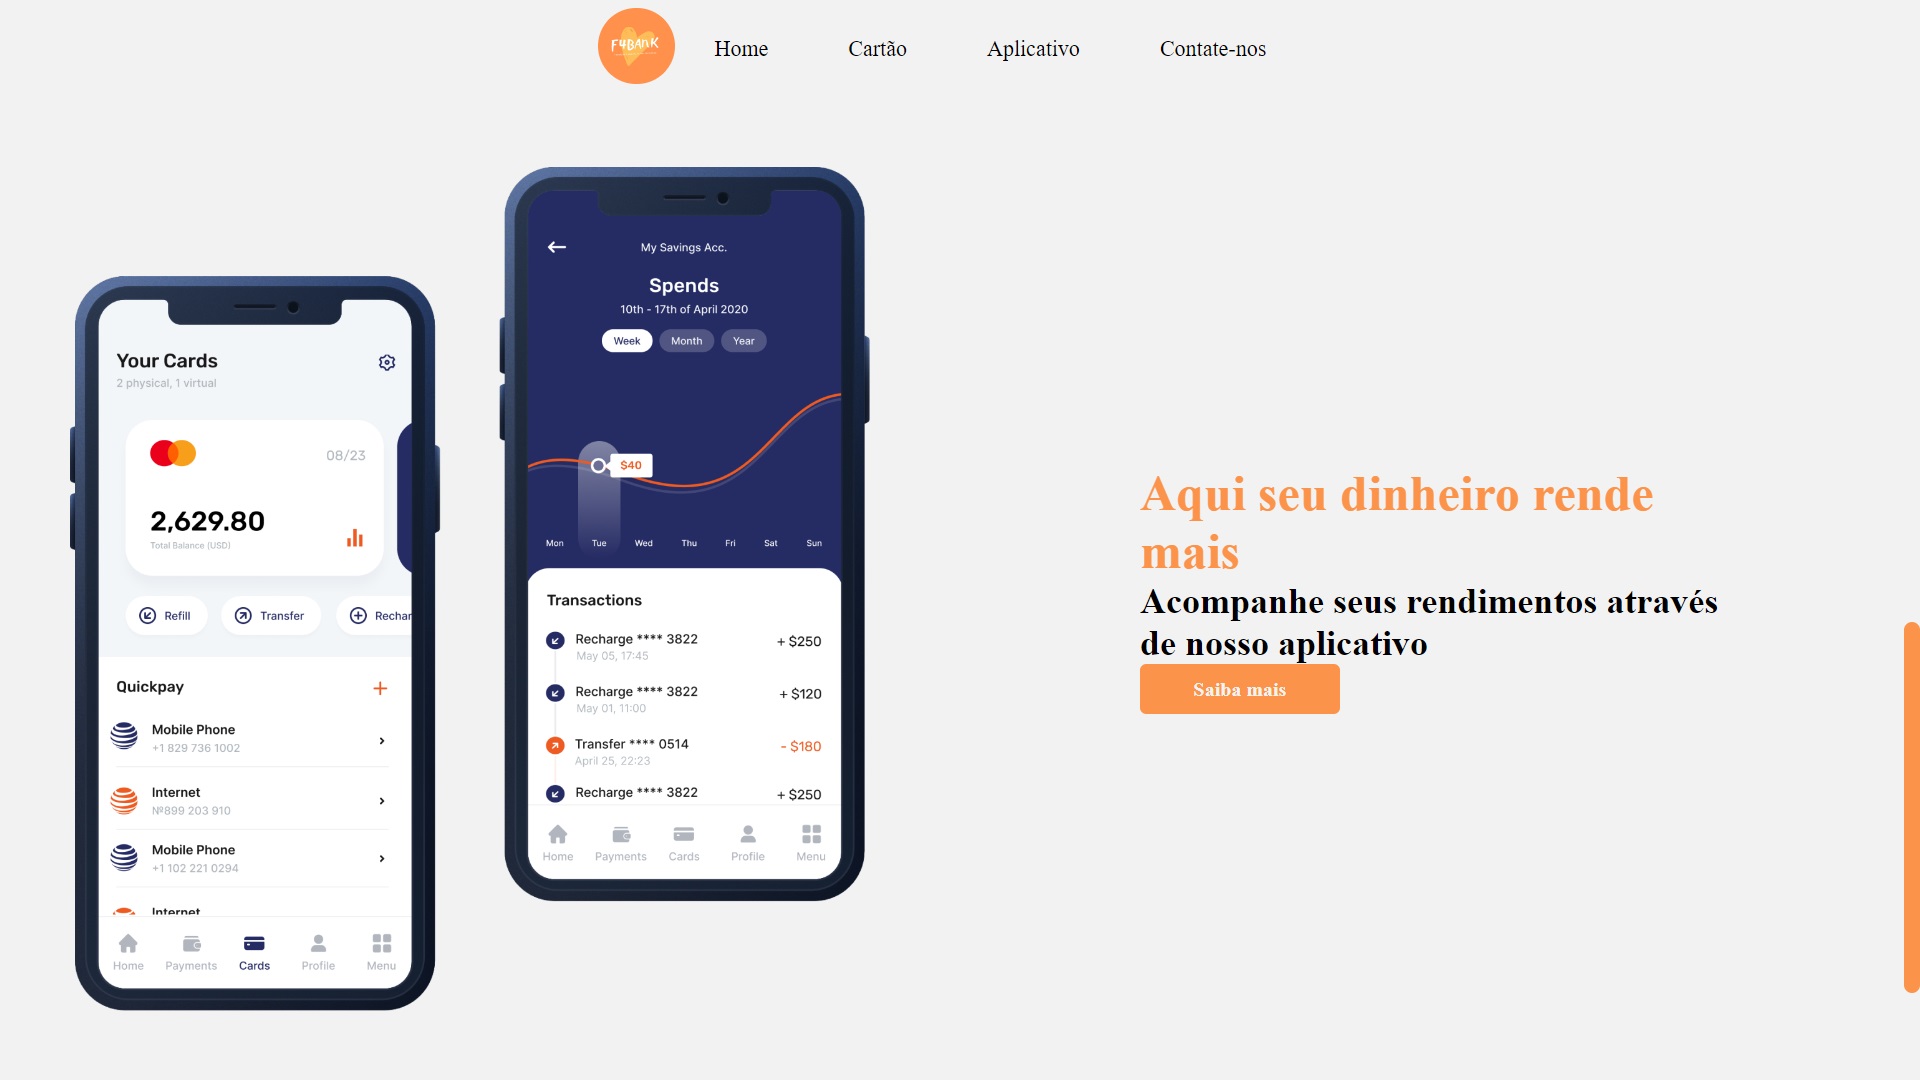 F4BANK
Home
Cartão
Aplicativo
Contate-nos
Your Cards
2 physical, 1 virtual
08/23
2,629.80
Total Balance (USD)
Refill
Transfer
Rechar
Quickpay
Mobile Phone
+1 829 736 1002
Internet
№899 203 910
Mobile Phone
+1 102 221 0294
Internet
Home
Payments
Cards
Profile
Menu
My Savings Acc.
Spends
10th - 17th of April 2020
Week
Month
Year
$40
Mon
Tue
Wed
Thu
Fri
Sat
Sun
Transactions
Recharge **** 3822
+ $250
May 05, 17:45
Recharge **** 3822
+ $120
May 01, 11:00
Transfer **** 0514
- $180
April 25, 22:23
Recharge **** 3822
+ $250
Home
Payments
Cards
Profile
Menu
Aqui seu dinheiro rende
mais
Acompanhe seus rendimentos através
de nosso aplicativo
Saiba mais